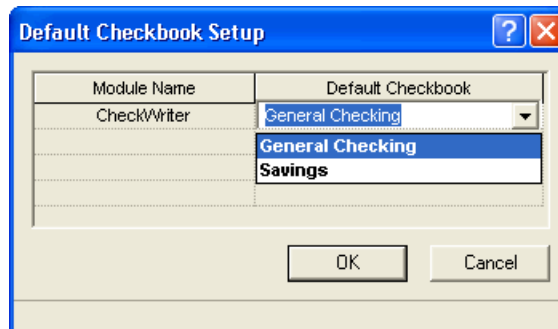 Default Checkbook Setup
Module Name Default Checkbook
CheckWriter General Checking
General Checking
Savings
OK Cancel